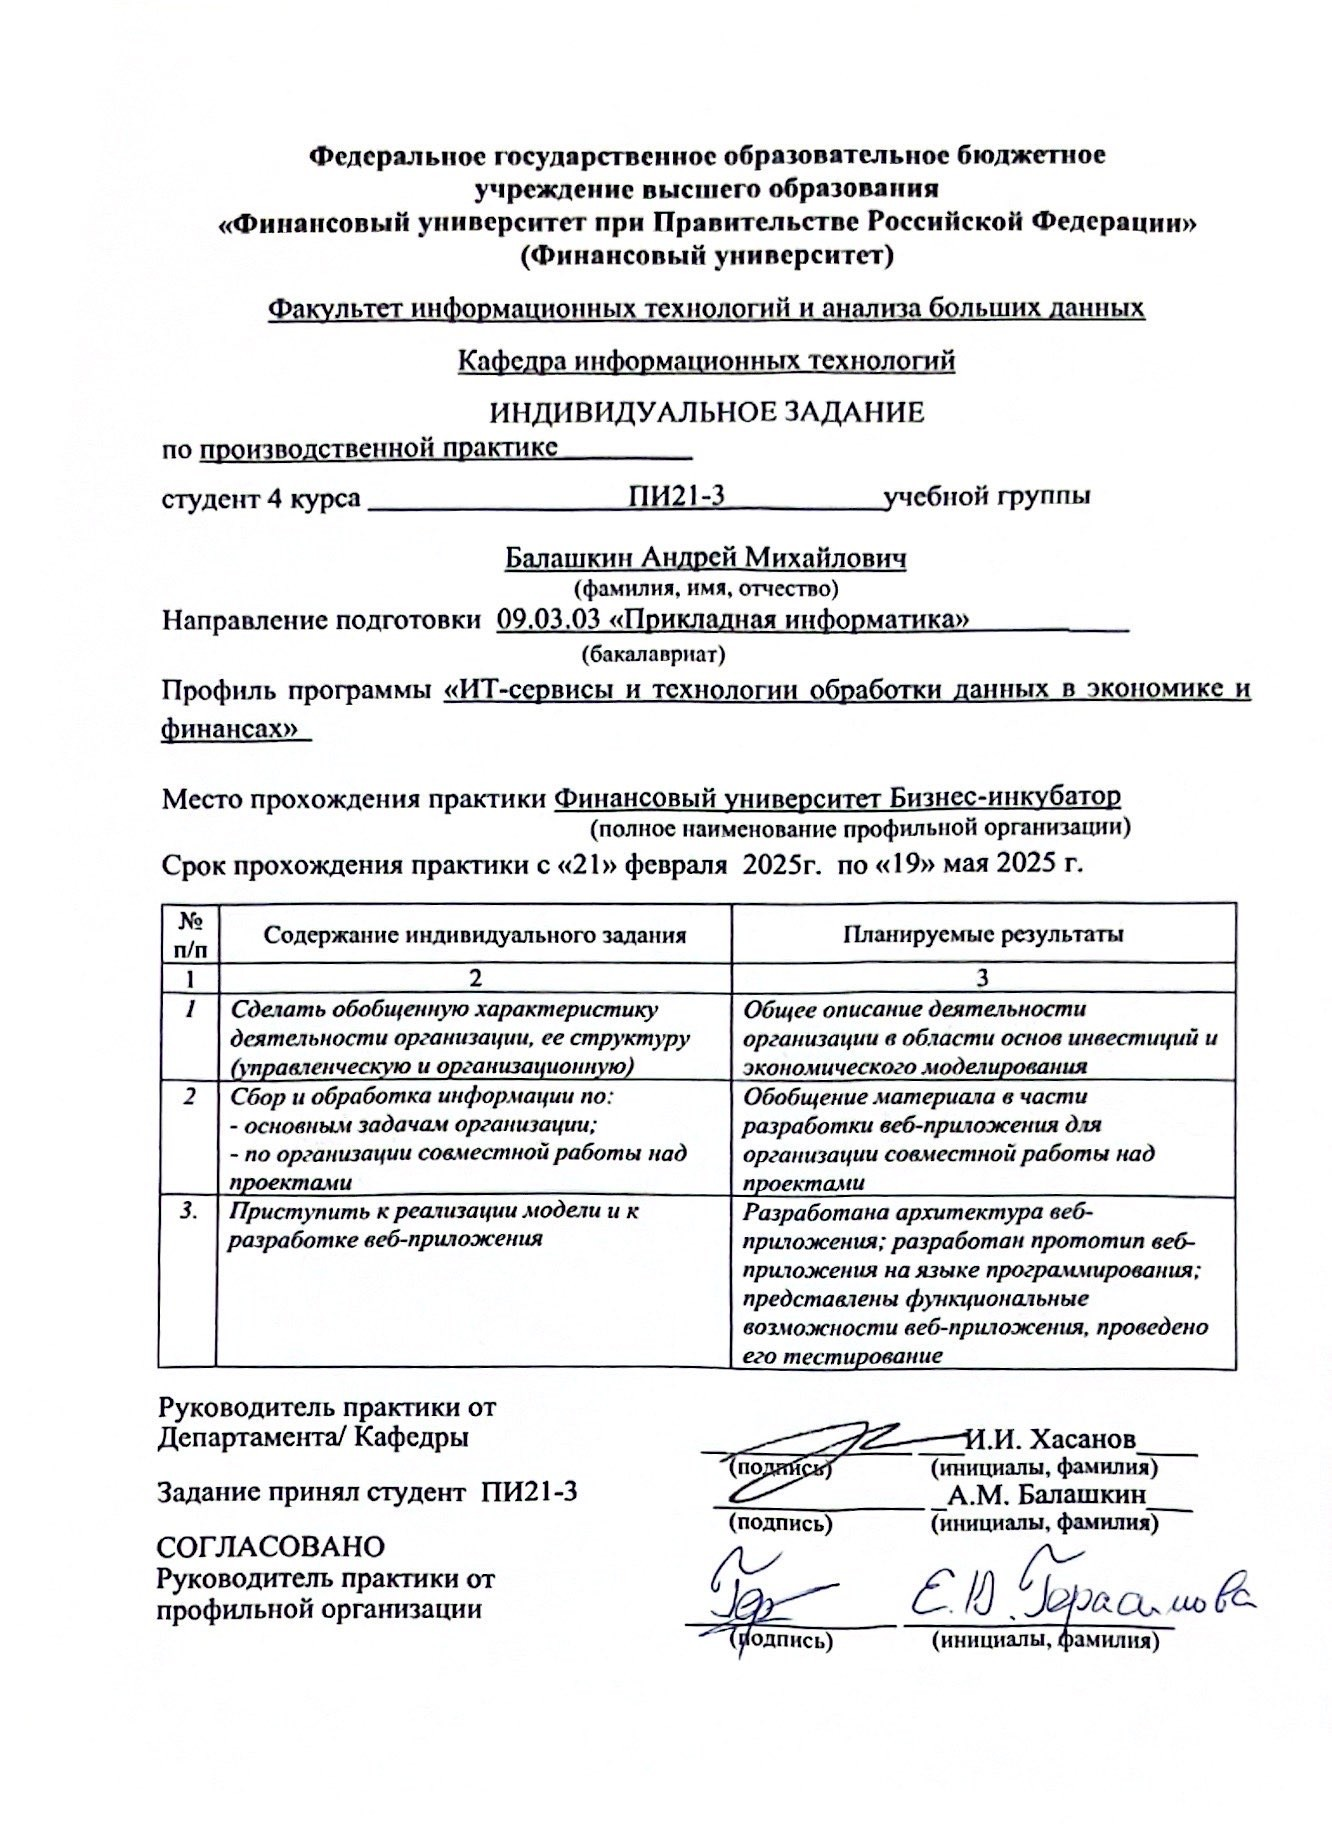 Федеральное государственное образовательное бюджетное
учреждение высшего образования
«Финансовый университет при Правительстве Российской Федерации»
(Финансовый университет)
Факультет информационных технологий и анализа больших данных
Кафедра информационных технологий
ИНДИВИДУАЛЬНОЕ ЗАДАНИЕ
по производственной практике
студент 4 курса ПИ21-3 учебной группы
Балашкин Андрей Михайлович
(фамилия, имя, отчество)
Направление подготовки 09.03.03 «Прикладная информатика»
(бакалавриат)
Профиль программы «ИТ-сервисы и технологии обработки данных в экономике и
финансах»
Место прохождения практики Финансовый университет Бизнес-инкубатор
(полное наименование профильной организации)
Срок прохождения практики с «21» февраля 2025г. по «19» мая 2025 г.
№
п/п
Содержание индивидуального задания
Планируемые результаты
1
2
3
1
Сделать обобщенную характеристику
деятельности организации, ее структуру
(управленческую и организационную)
Общее описание деятельности
организации в области основ инвестиций и
экономического моделирования
2
Сбор и обработка информации по:
- основным задачам организации;
- по организации совместной работы над
проектами
Обобщение материала в части
разработки веб-приложения для
организации совместной работы над
проектами
3.
Приступить к реализации модели и к
разработке веб-приложения
Разработана архитектура веб-
приложения; разработан прототип веб-
приложения на языке программирования;
представлены функциональные
возможности веб-приложения, проведено
его тестирование
Руководитель практики от
Департамента/ Кафедры И.И. Хасанов
(подпись) (инициалы, фамилия)
Задание принял студент ПИ21-3 А.М. Балашкин
(подпись) (инициалы, фамилия)
СОГЛАСОВАНО
Руководитель практики от
профильной организации Гер Е.Ю. Герасимова
(подпись) (инициалы, фамилия)